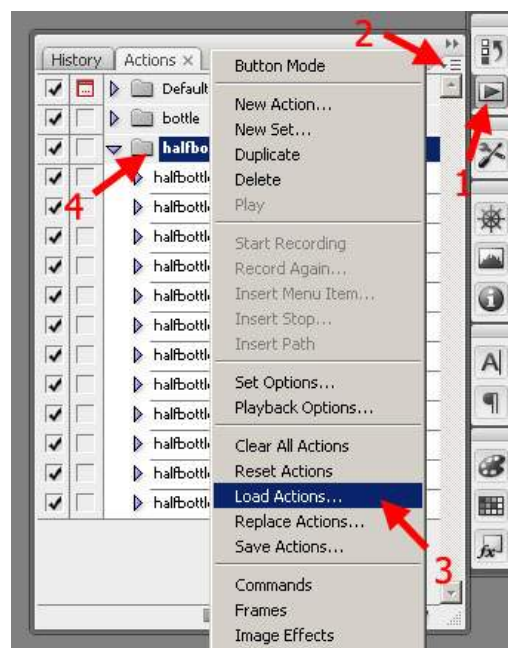 2
History
Actions ×
Button Mode
Default
New Action...
bottle
New Set...
halfbo
Duplicate
Delete
halfbottl
Play
1
4
halfbottl
Start Recording
halfbottl
Record Again...
halfbottl
Insert Menu Item...
halfbottl
Insert Stop...
halfbottl
Insert Path
halfbottl
Set Options...
halfbottl
Playback Options...
halfbottl
Clear All Actions
halfbottl
Reset Actions
halfbottl
Load Actions...
halfbottl
Replace Actions...
Save Actions...
3
Commands
Frames
Image Effects
A
¶
fx